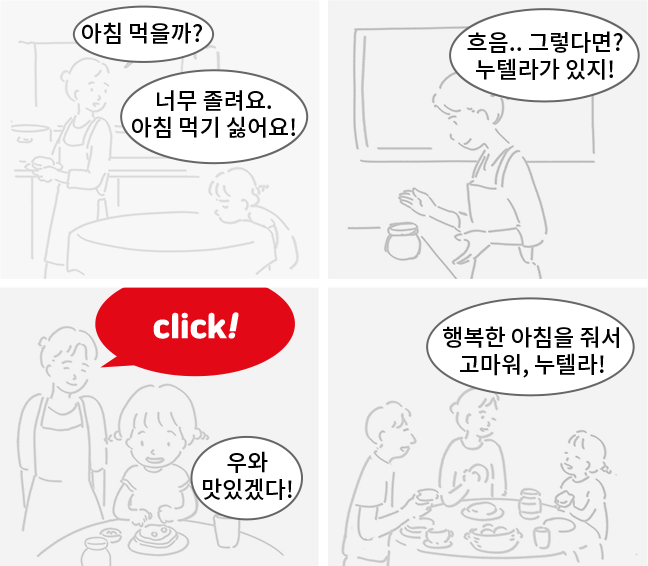 아침 먹을까?
너무 졸려요.
아침 먹기 싫어요!
흐음.. 그렇다면?
누텔라가 있지!
click!
우와
맛있겠다!
행복한 아침을 줘서
고마워, 누텔라!